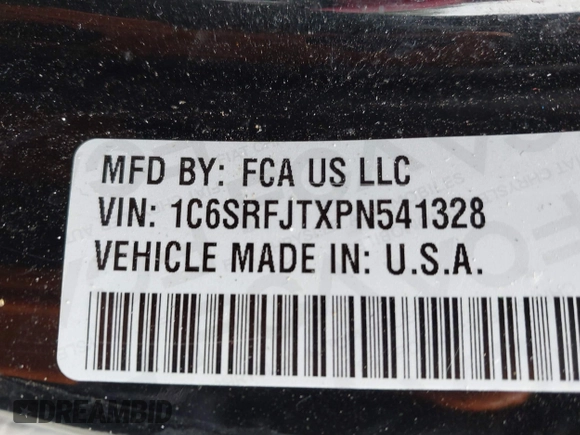 MFD BY: FCA US LLC
VIN: 1C6SRFJTXPN541328
VEHICLE MADE IN: U.S.A.
DREAMBID